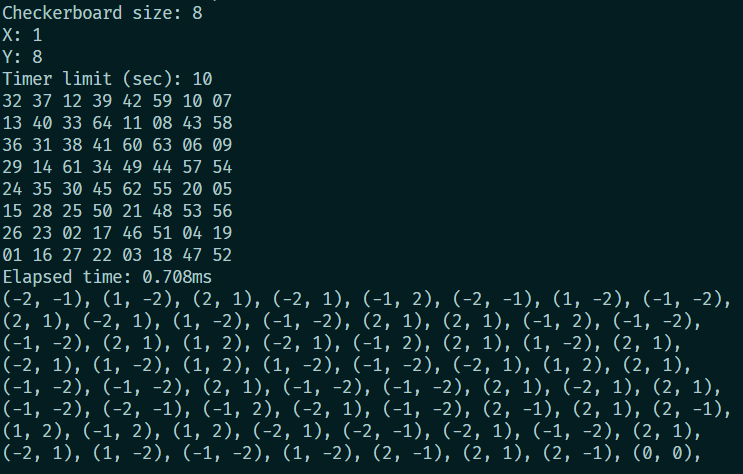 Checkerboard size: 8
X: 1
Y: 8
Timer limit (sec): 10
32 37 12 39 42 59 10 07
13 40 33 64 11 08 43 58
36 31 38 41 60 63 06 09
29 14 61 34 49 44 57 54
24 35 30 45 62 55 20 05
15 28 25 50 21 48 53 56
26 23 02 17 46 51 04 19
01 16 27 22 03 18 47 52
Elapsed time: 0.708ms
(-2, -1), (1, -2), (2, 1), (-2, 1), (-1, 2), (-2, -1), (1, -2), (-1, -2),
(2, 1), (-2, 1), (1, -2), (-1, -2), (2, 1), (2, 1), (-1, 2), (-1, -2),
(-1, -2), (2, 1), (1, 2), (-2, 1), (-1, 2), (2, 1), (1, -2), (2, 1),
(-2, 1), (1, -2), (1, 2), (1, -2), (-1, -2), (-2, 1), (1, 2), (2, 1),
(-1, -2), (-1, -2), (2, 1), (-1, -2), (-1, -2), (2, 1), (-2, 1), (2, 1),
(-1, -2), (-2, -1), (-1, 2), (-2, 1), (-1, -2), (2, -1), (2, 1), (2, -1),
(1, 2), (-1, 2), (1, 2), (-2, 1), (-2, -1), (-2, 1), (-1, -2), (2, 1),
(-2, 1), (1, -2), (-1, -2), (1, -2), (2, -1), (2, 1), (2, -1), (0, 0),